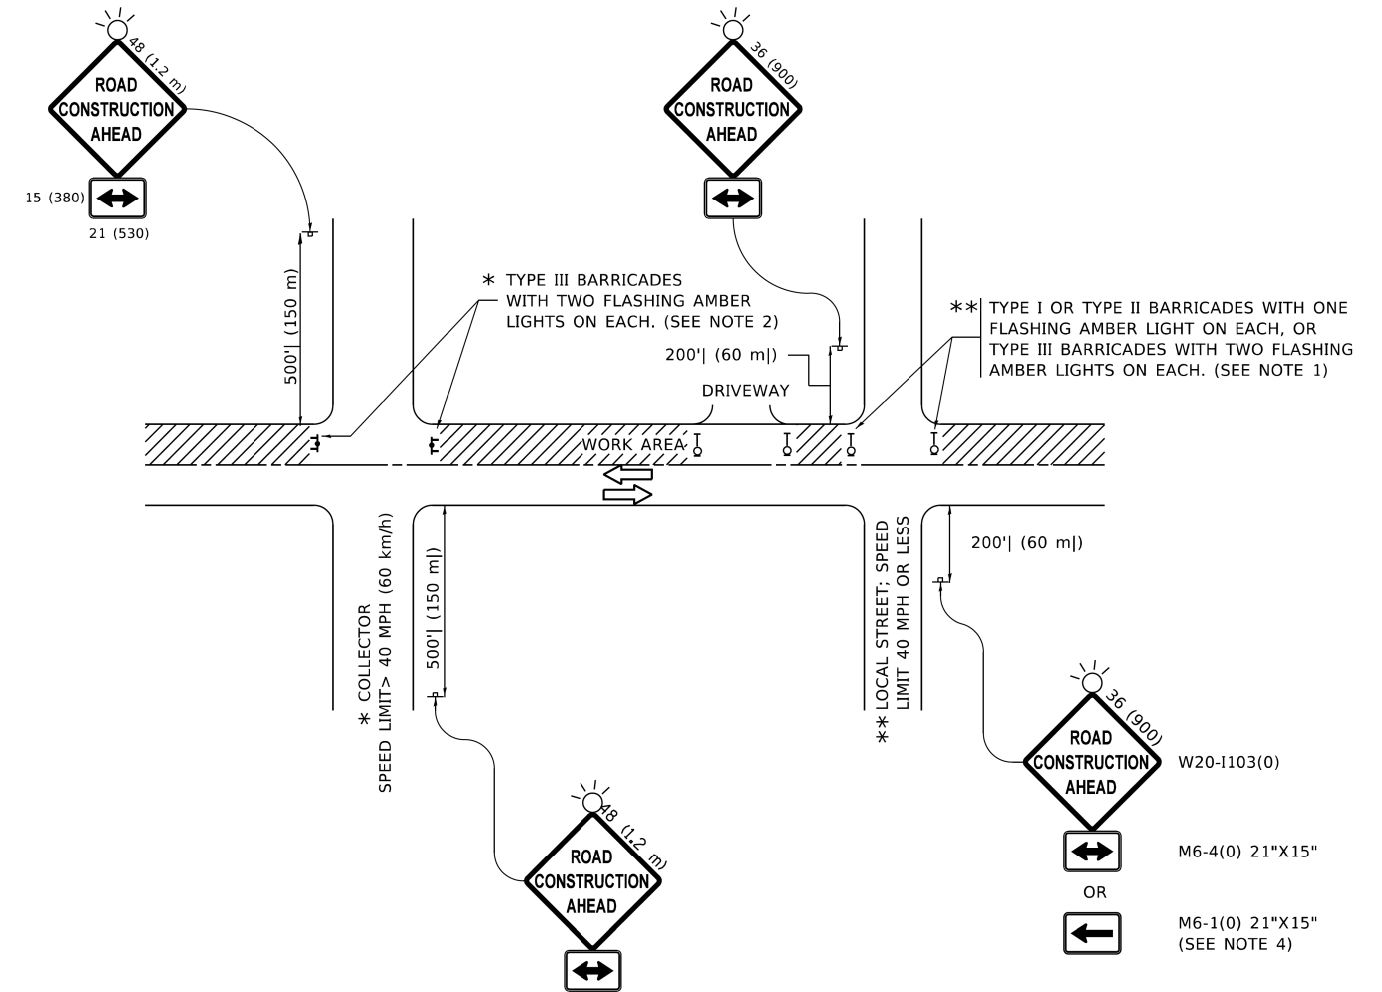 48 (1.2 m)
ROAD
CONSTRUCTION
AHEAD
15 (380)
21 (530)
36 (900)
ROAD
CONSTRUCTION
AHEAD
500'| (150 m)
* TYPE III BARRICADES
WITH TWO FLASHING AMBER
LIGHTS ON EACH. (SEE NOTE 2)
200'| (60 m|)
DRIVEWAY
** TYPE I OR TYPE II BARRICADES WITH ONE
FLASHING AMBER LIGHT ON EACH, OR
TYPE III BARRICADES WITH TWO FLASHING
AMBER LIGHTS ON EACH. (SEE NOTE 1)
WORK AREA
* COLLECTOR
SPEED LIMIT> 40 MPH (60 km/h)
500'| (150 m|)
** LOCAL STREET; SPEED
LIMIT 40 MPH OR LESS
200'| (60 m|)
48 (1.2 m)
ROAD
CONSTRUCTION
AHEAD
36 (900)
ROAD
CONSTRUCTION
AHEAD
W20-I103(0)
M6-4(0) 21"X15"
OR
M6-1(0) 21"X15"
(SEE NOTE 4)